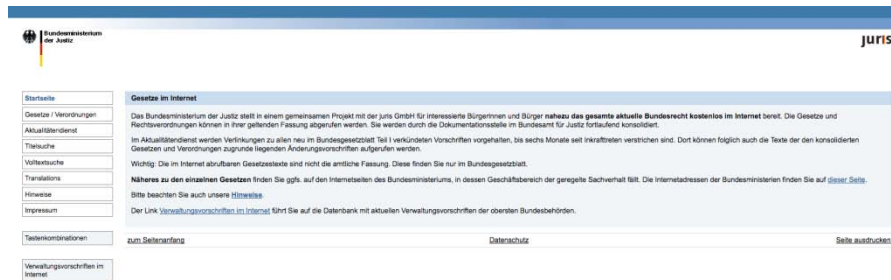 Bundesministerium
der Justiz
juris
Startseite
Gesetze / Verordnungen
Aktualitätendienst
Titelsuche
Volltextsuche
Translations
Hinweise
Impressum
Tastenkombinationen
Verwaltungsvorschriften im
Internet
Gesetze im Internet
Das Bundesministerium der Justiz stellt in einem gemeinsamen Projekt mit der juris GmbH für interessierte Bürgerinnen und Bürger nahezu das gesamte aktuelle Bundesrecht kostenlos im Internet bereit. Die Gesetze und
Rechtsverordnungen können in ihrer geltenden Fassung abgerufen werden. Sie werden durch die Dokumentationsstelle im Bundesamt für Justiz fortlaufend konsolidiert.
Im Aktualitätendienst werden Verlinkungen zu allen neu im Bundesgesetzblatt Teil I verkündeten Vorschriften vorgehalten, bis sechs Monate seit Inkrafttreten verstrichen sind. Dort können folglich auch die Texte der den konsolidierten
Gesetzen und Verordnungen zugrunde liegenden Änderungsvorschriften aufgerufen werden.
Wichtig: Die im Internet abrufbaren Gesetzestexte sind nicht die amtliche Fassung. Diese finden Sie nur im Bundesgesetzblatt.
Näheres zu den einzelnen Gesetzen finden Sie ggfs. auf den Internetseiten des Bundesministeriums, in dessen Geschäftsbereich der geregelte Sachverhalt fällt. Die Internetadressen der Bundesministerien finden Sie auf dieser Seite.
Bitte beachten Sie auch unsere Hinweise.
Der Link Verwaltungsvorschriften im Internet führt Sie auf die Datenbank mit aktuellen Verwaltungsvorschriften der obersten Bundesbehörden.
zum Seitenanfang
Datenschutz
Seite ausdrucken